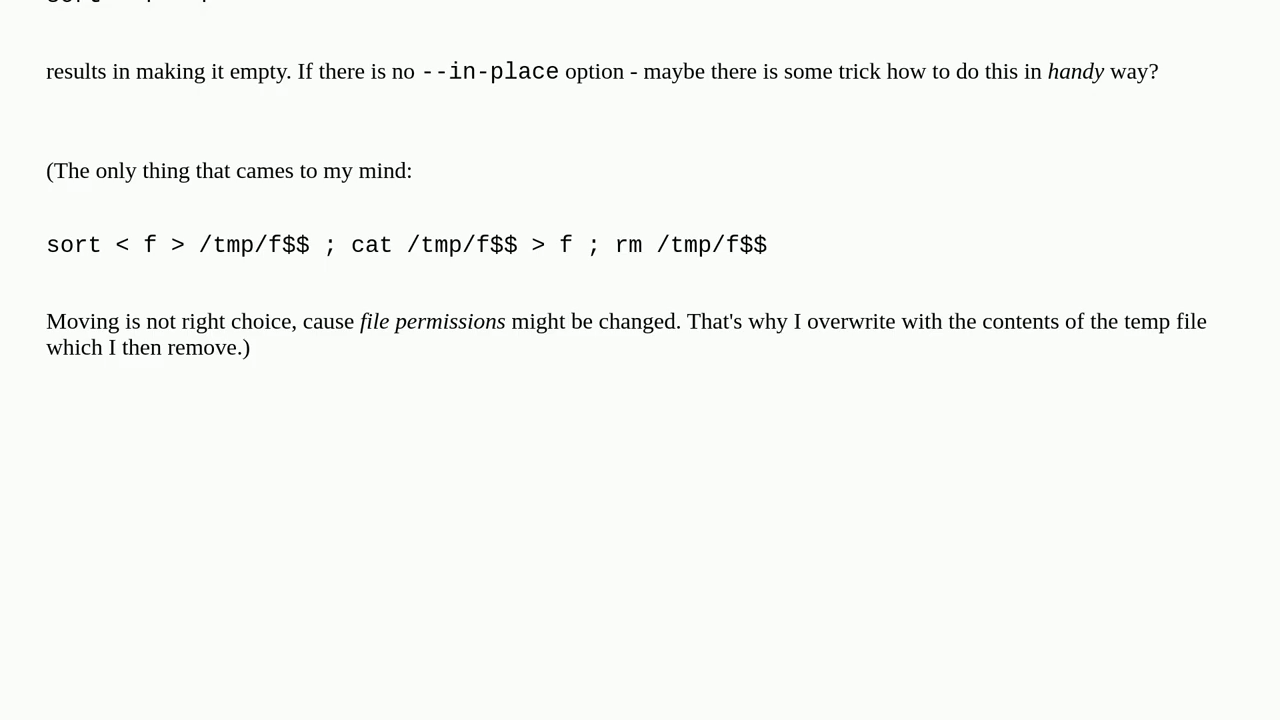 results in making it empty. If there is no --in-place option - maybe there is some trick how to do this in handy way?
(The only thing that cames to my mind:
sort < f > /tmp/f$$ ; cat /tmp/f$$ > f ; rm /tmp/f$$
Moving is not right choice, cause file permissions might be changed. That's why I overwrite with the contents of the temp file
which I then remove.)